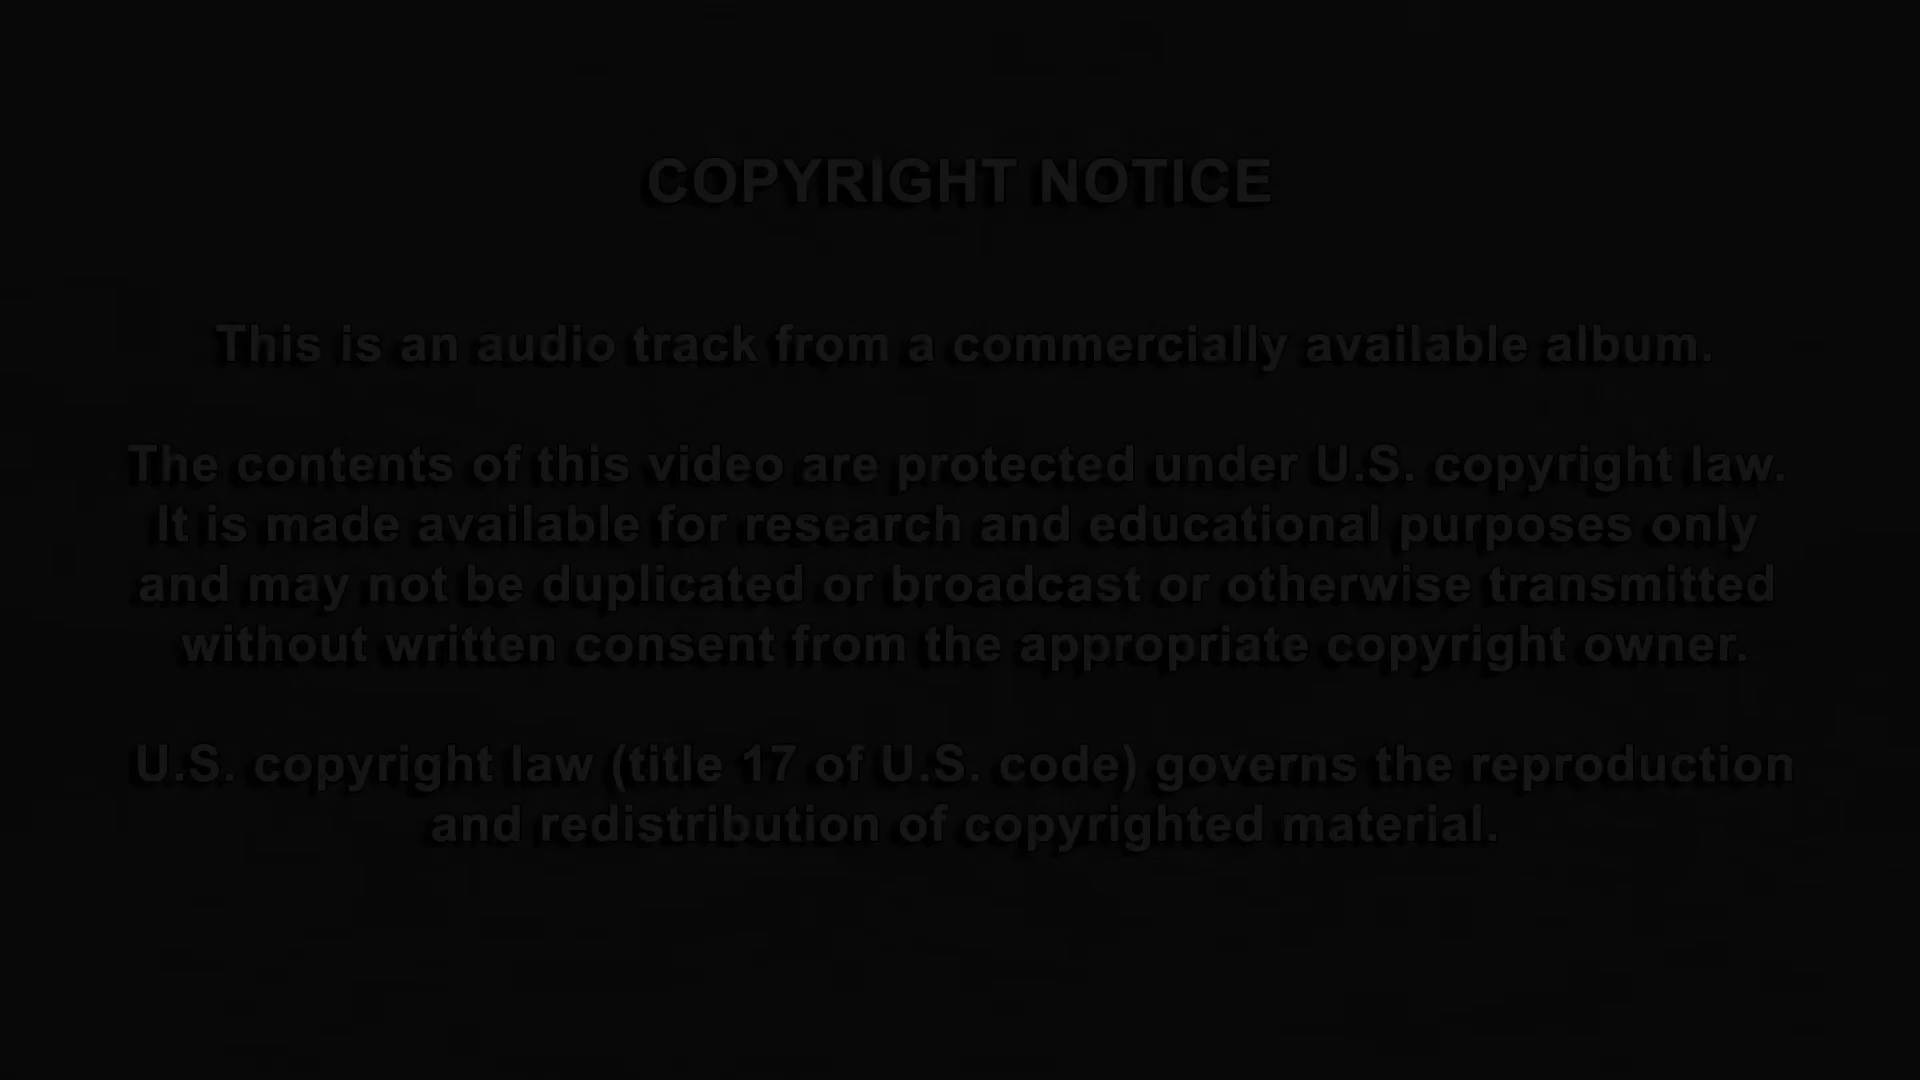 COPYRIGHT NOTICE
This is an audio track from a commercially available album.
The contents of this video are protected under U.S. copyright law.
It is made available for research and educational purposes only
and may not be duplicated or broadcast or otherwise transmitted
without written consent from the appropriate copyright owner.
U.S. copyright law (title 17 of U.S. code) governs the reproduction
and redistribution of copyrighted material.